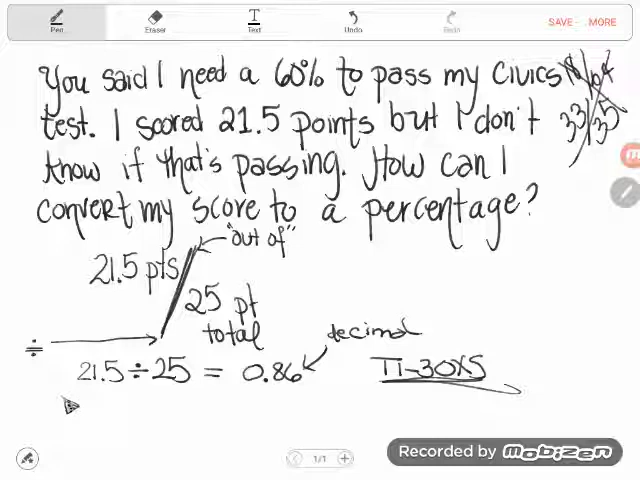 Pen
Eraser
Text
Undo
Redo
SAVE
MORE
You said I need a 60% to pass my Civics
test. I scored 21.5 points but I don't
know if that's passing. How can I
convert my score to a percentage?
33/35
"out of"
21.5 pts
25 pt
total
decimal
÷
21.5 ÷ 25 = 0.86
TI-30XS
1/1
Recorded by mobizen